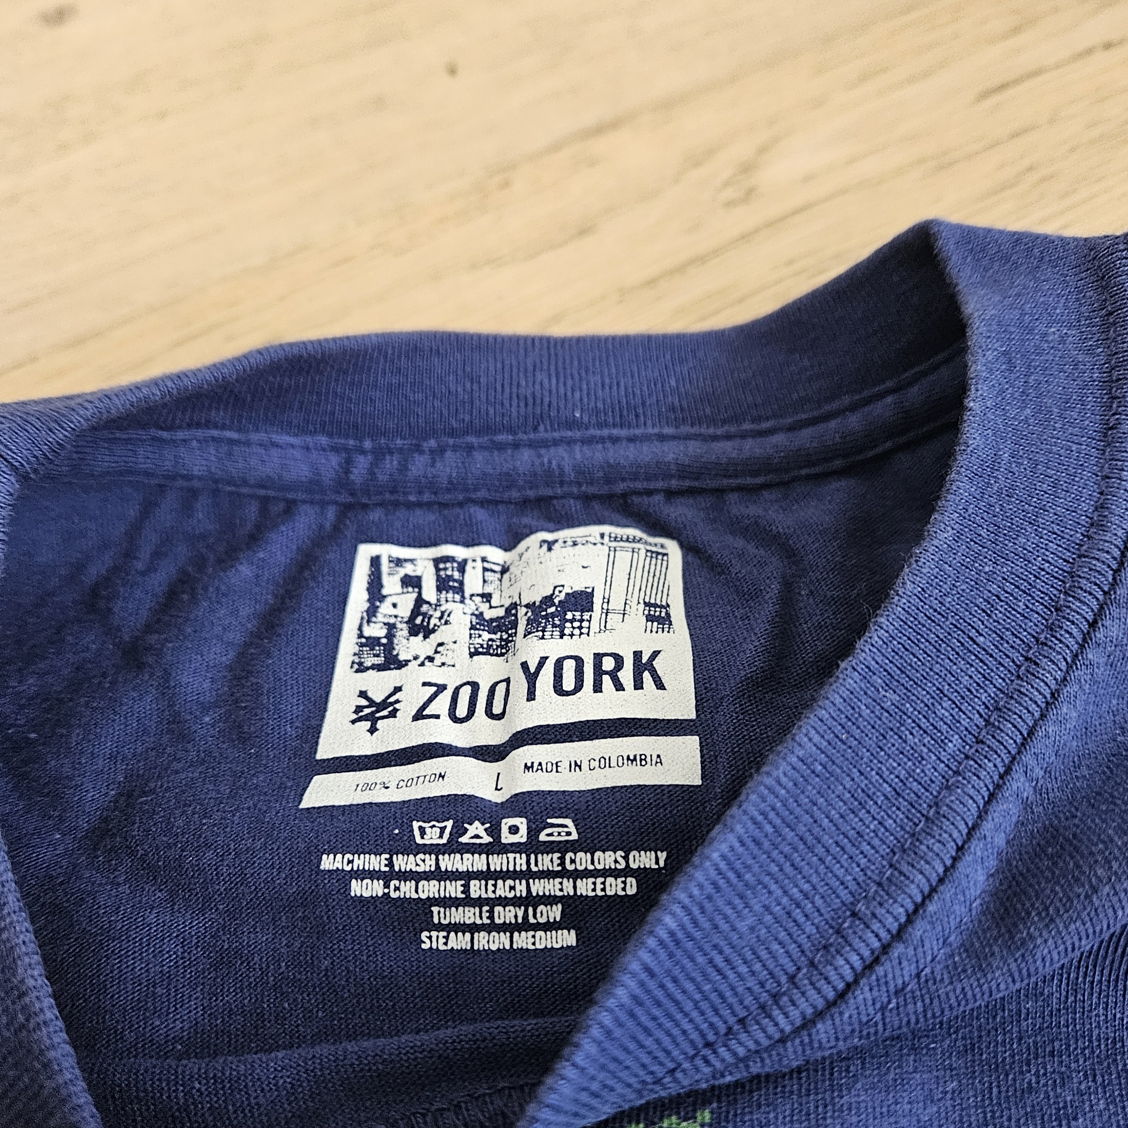 ZOO YORK
100% COTTON L MADE IN COLOMBIA
30
MACHINE WASH WARM WITH LIKE COLORS ONLY
NON-CHLORINE BLEACH WHEN NEEDED
TUMBLE DRY LOW
STEAM IRON MEDIUM